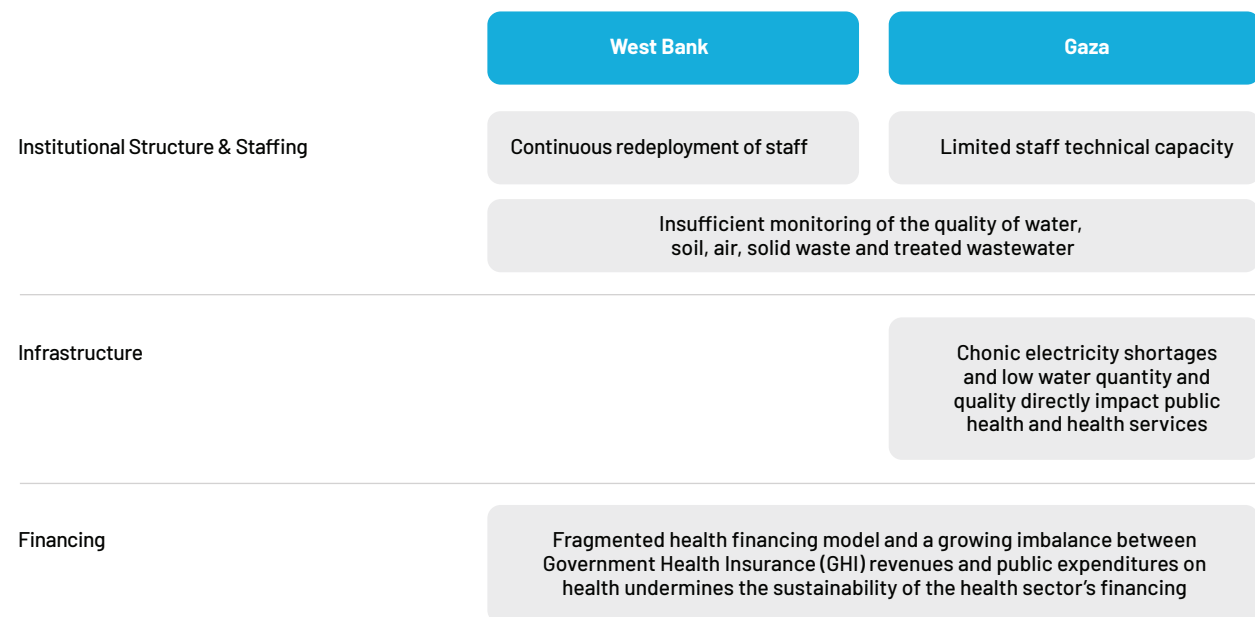 West Bank
Gaza
Institutional Structure & Staffing
Continuous redeployment of staff
Limited staff technical capacity
Insufficient monitoring of the quality of water,
soil, air, solid waste and treated wastewater
Infrastructure
Chonic electricity shortages
and low water quantity and
quality directly impact public
health and health services
Financing
Fragmented health financing model and a growing imbalance between
Government Health Insurance (GHI) revenues and public expenditures on
health undermines the sustainability of the health sector's financing